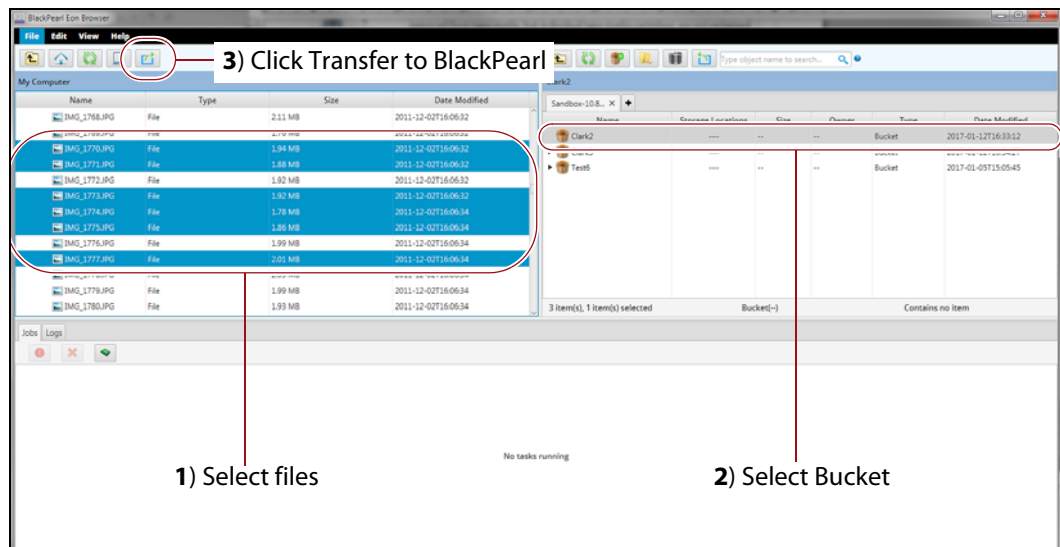 BlackPearl Eon Browser
File Edit View Help
3) Click Transfer to BlackPearl
Type object name to search...
My Computer
Clark2
Name Type Size Date Modified
Sandbox-10.8... X +
Name Storage Locations Size Owner Type Date Modified
IMG_1768.JPG File 2.11 MB 2011-12-02T16:06:32
Clark2 ---- -- -- Bucket 2017-01-12T16:33:12
IMG_1770.JPG File 1.94 MB 2011-12-02T16:06:32
IMG_1771.JPG File 1.88 MB 2011-12-02T16:06:32
Test6 ---- -- -- Bucket 2017-01-05T15:05:45
IMG_1772.JPG File 1.92 MB 2011-12-02T16:06:32
IMG_1773.JPG File 1.92 MB 2011-12-02T16:06:32
IMG_1774.JPG File 1.78 MB 2011-12-02T16:06:34
IMG_1775.JPG File 1.86 MB 2011-12-02T16:06:34
IMG_1776.JPG File 1.99 MB 2011-12-02T16:06:34
IMG_1777.JPG File 2.01 MB 2011-12-02T16:06:34
IMG_1779.JPG File 1.99 MB 2011-12-02T16:06:34
IMG_1780.JPG File 1.93 MB 2011-12-02T16:06:34
3 item(s), 1 item(s) selected Bucket(--) Contains no item
Jobs Logs
No tasks running
1) Select files
2) Select Bucket